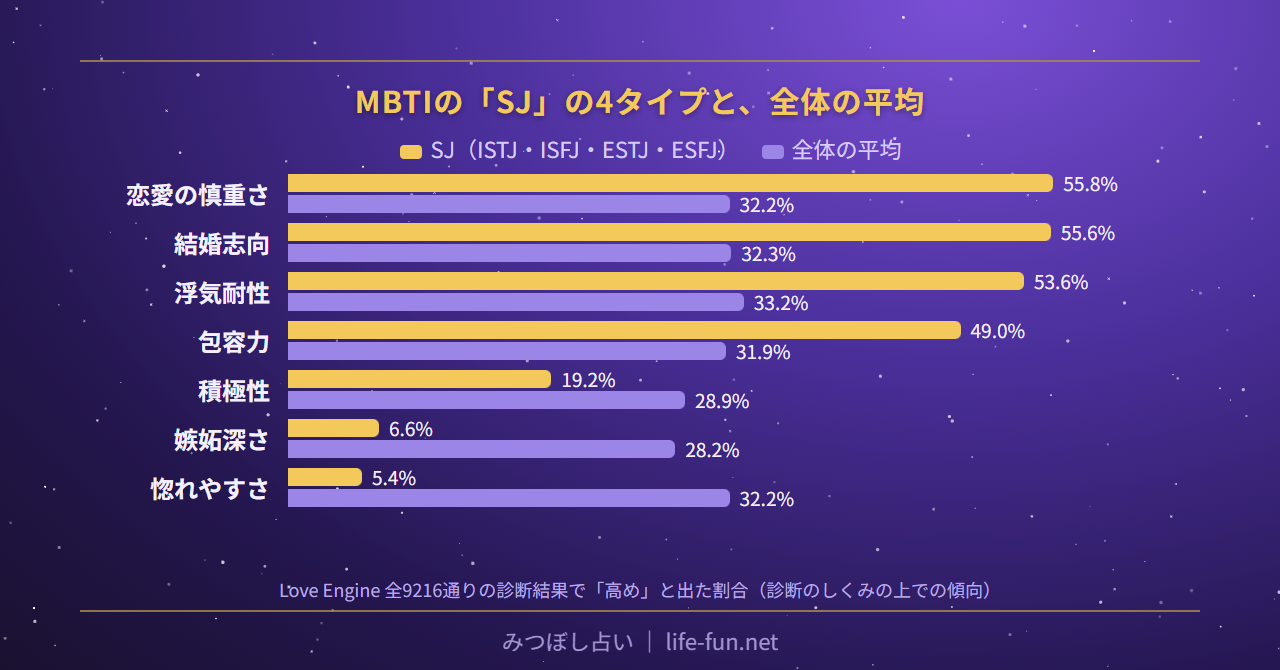 MBTIの「SJ」の4タイプと、全体の平均
SJ（ISTJ・ISFJ・ESTJ・ESFJ） 全体の平均
恋愛の慎重さ 55.8%
32.2%
結婚志向 55.6%
32.3%
浮気耐性 53.6%
33.2%
包容力 49.0%
31.9%
積極性 19.2%
28.9%
嫉妬深さ 6.6%
28.2%
惚れやすさ 5.4%
32.2%
Love Engine 全9216通りの診断結果で「高め」と出た割合（診断のしくみの上での傾向）
みつぼし占い｜life-fun.net